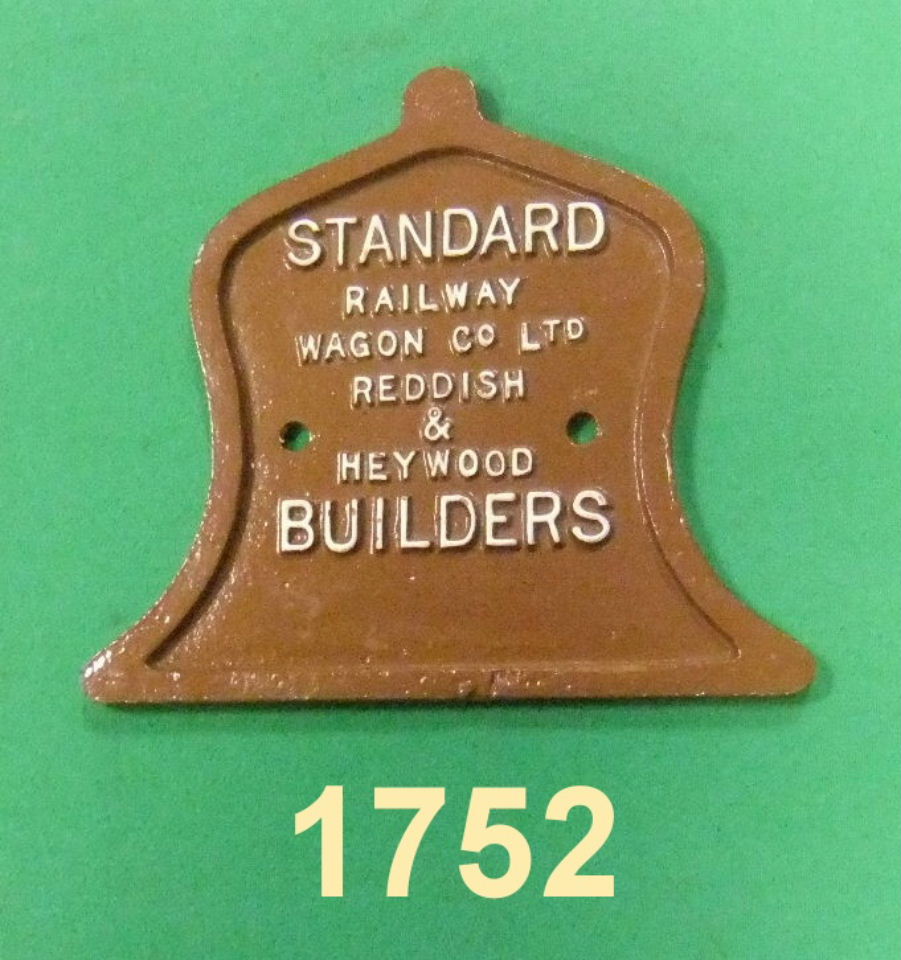 STANDARD
RAILWAY
WAGON Co LTD
REDDISH
&
HEYWOOD
BUILDERS
1752